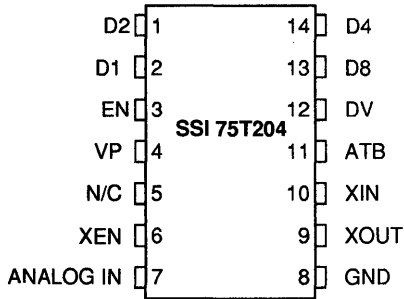 D2 1 14 D4
D1 2 13 D8
EN 3 12 DV
SSI 75T204
VP 4 11 ATB
N/C 5 10 XIN
XEN 6 9 XOUT
ANALOG IN 7 8 GND